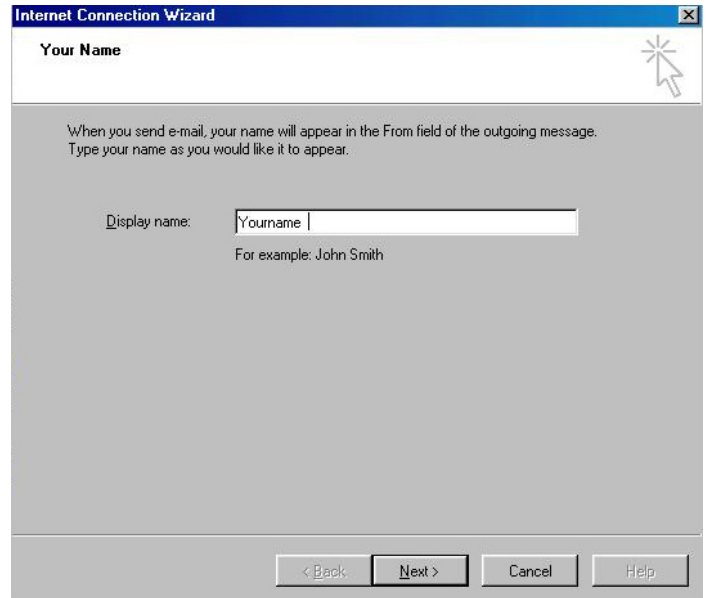 Internet Connection Wizard
Your Name
When you send e-mail, your name will appear in the From field of the outgoing message.
Type your name as you would like it to appear.
Display name: Yourname
For example: John Smith
< Back Next > Cancel Help